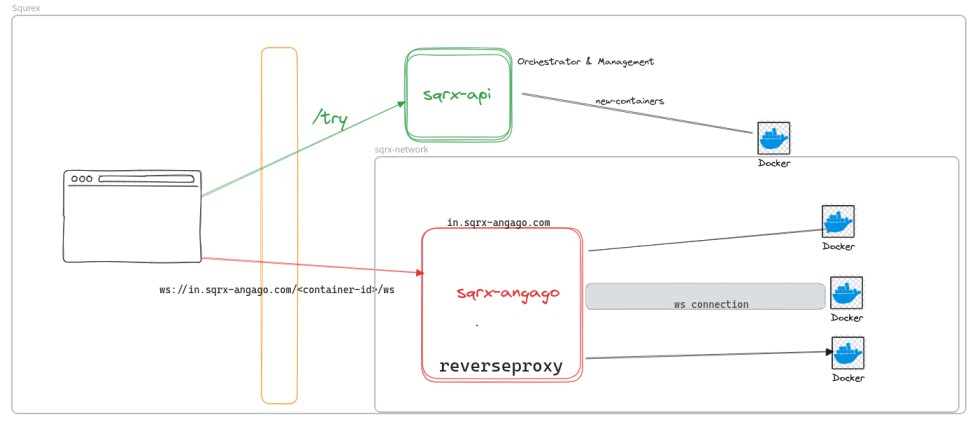 Squrex
sqrx-api
Orchestrator & Management
/try
new-containers
Docker
sqrx-network
in.sqrx-angago.com
Docker
ws://in.sqrx-angago.com/<container-id>/ws
sqrx-angago
ws connection
Docker
reverseproxy
Docker